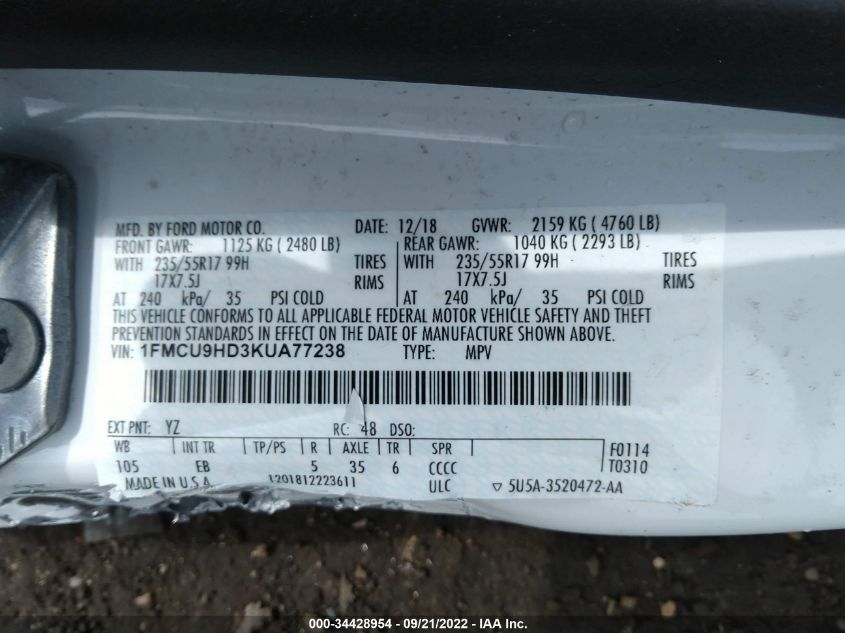 MFD. BY FORD MOTOR CO. DATE: 12/18 GVWR: 2159 KG ( 4760 LB)
FRONT GAWR: 1125 KG ( 2480 LB) REAR GAWR: 1040 KG ( 2293 LB)
WITH 235/55R17 99H TIRES WITH 235/55R17 99H TIRES
17X7.5J RIMS 17X7.5J RIMS
AT 240 kPa/ 35 PSI COLD AT 240 kPa/ 35 PSI COLD
THIS VEHICLE CONFORMS TO ALL APPLICABLE FEDERAL MOTOR VEHICLE SAFETY AND THEFT
PREVENTION STANDARDS IN EFFECT ON THE DATE OF MANUFACTURE SHOWN ABOVE.
VIN: 1FMCU9HD3KUA77238 TYPE: MPV
EXT PNT: YZ RC: 48 DSO:
WB INT TR TP/PS R AXLE TR SPR F0114
105 EB 5 35 6 CCCC T0310
MADE IN U.S.A. 1201812223611 ULC ▽ 5U5A-3520472-AA
000-34428954 - 09/21/2022 - IAAI Inc.